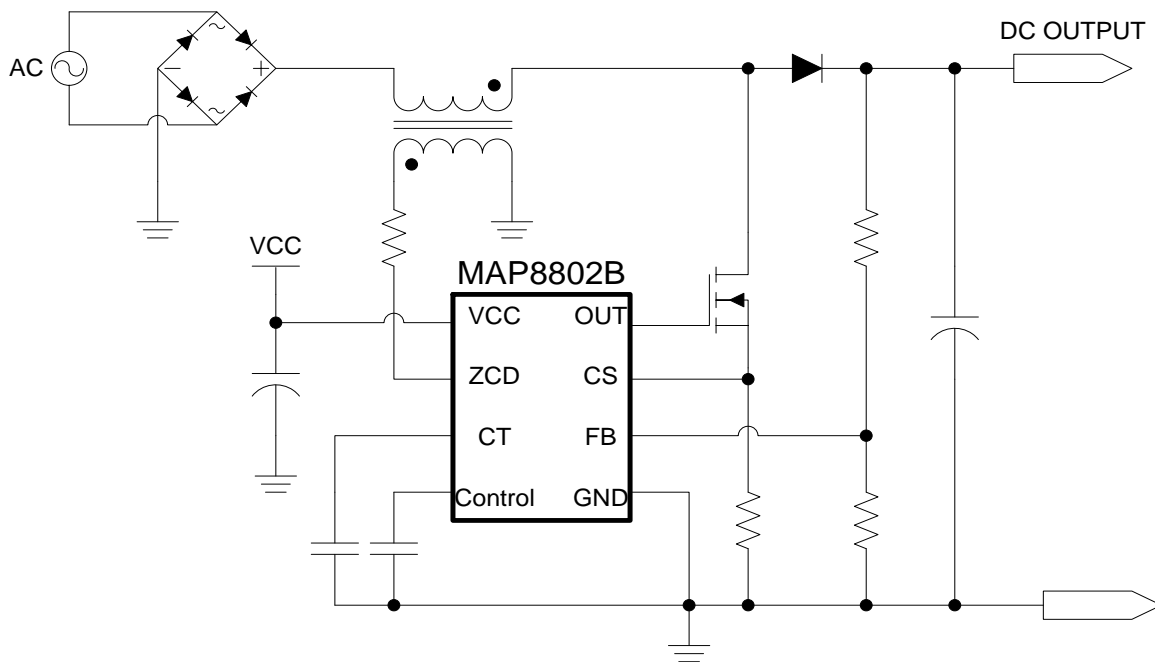 DC OUTPUT
AC
VCC
MAP8802B
VCC OUT
ZCD CS
CT FB
Control GND